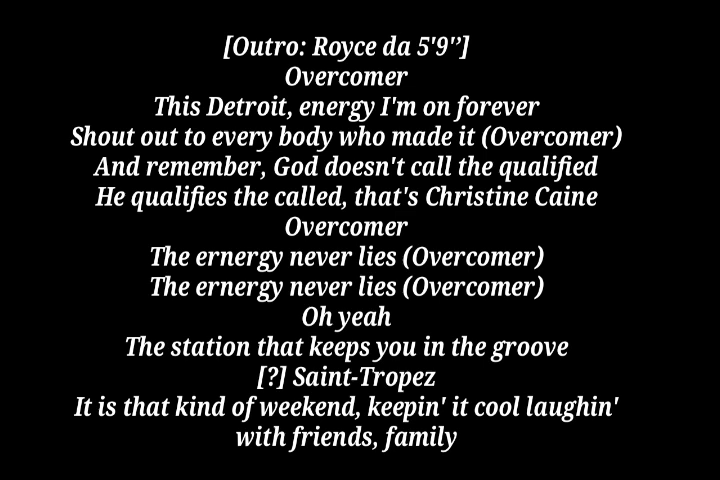 [Outro: Royce da 5'9"]
Overcomer
This Detroit, energy I'm on forever
Shout out to every body who made it (Overcomer)
And remember, God doesn't call the qualified
He qualifies the called, that's Christine Caine
Overcomer
The ernergy never lies (Overcomer)
The ernergy never lies (Overcomer)
Oh yeah
The station that keeps you in the groove
[?] Saint-Tropez
It is that kind of weekend, keepin' it cool laughin'
with friends, family